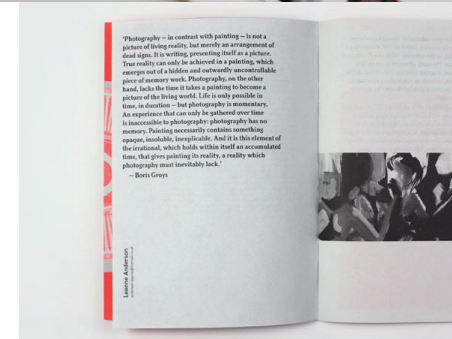 'Photography – in contrast with painting – is not a
picture of living reality, but merely an arrangement of
dead signs. It is writing, presenting itself as a picture.
True reality can only be achieved in a painting, which
emerges out of a hidden and outwardly uncontrollable
piece of memory work. Photography, on the other
hand, lacks the time it takes a painting to become a
picture of the living world. Life is only possible in
time, in duration – but photography is momentary.
An experience that can only be gathered over time
is inaccessible to photography: photography has no
memory. Painting necessarily contains something
opaque, insoluble, inexplicable. And it is this element of
the irrational, which holds within itself an accumulated
time, that gives painting its reality, a reality which
photography must inevitably lack.'
– Boris Groys
Leanne Anderson